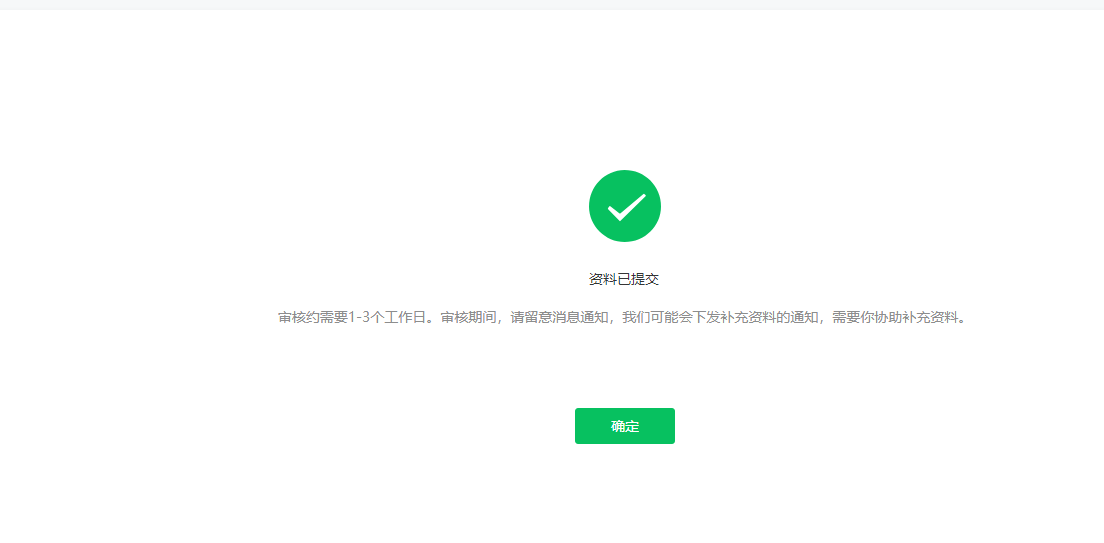 资料已提交
审核约需要1-3个工作日。审核期间，请留意消息通知，我们可能会下发补充资料的通知，需要你协助补充资料。
确定